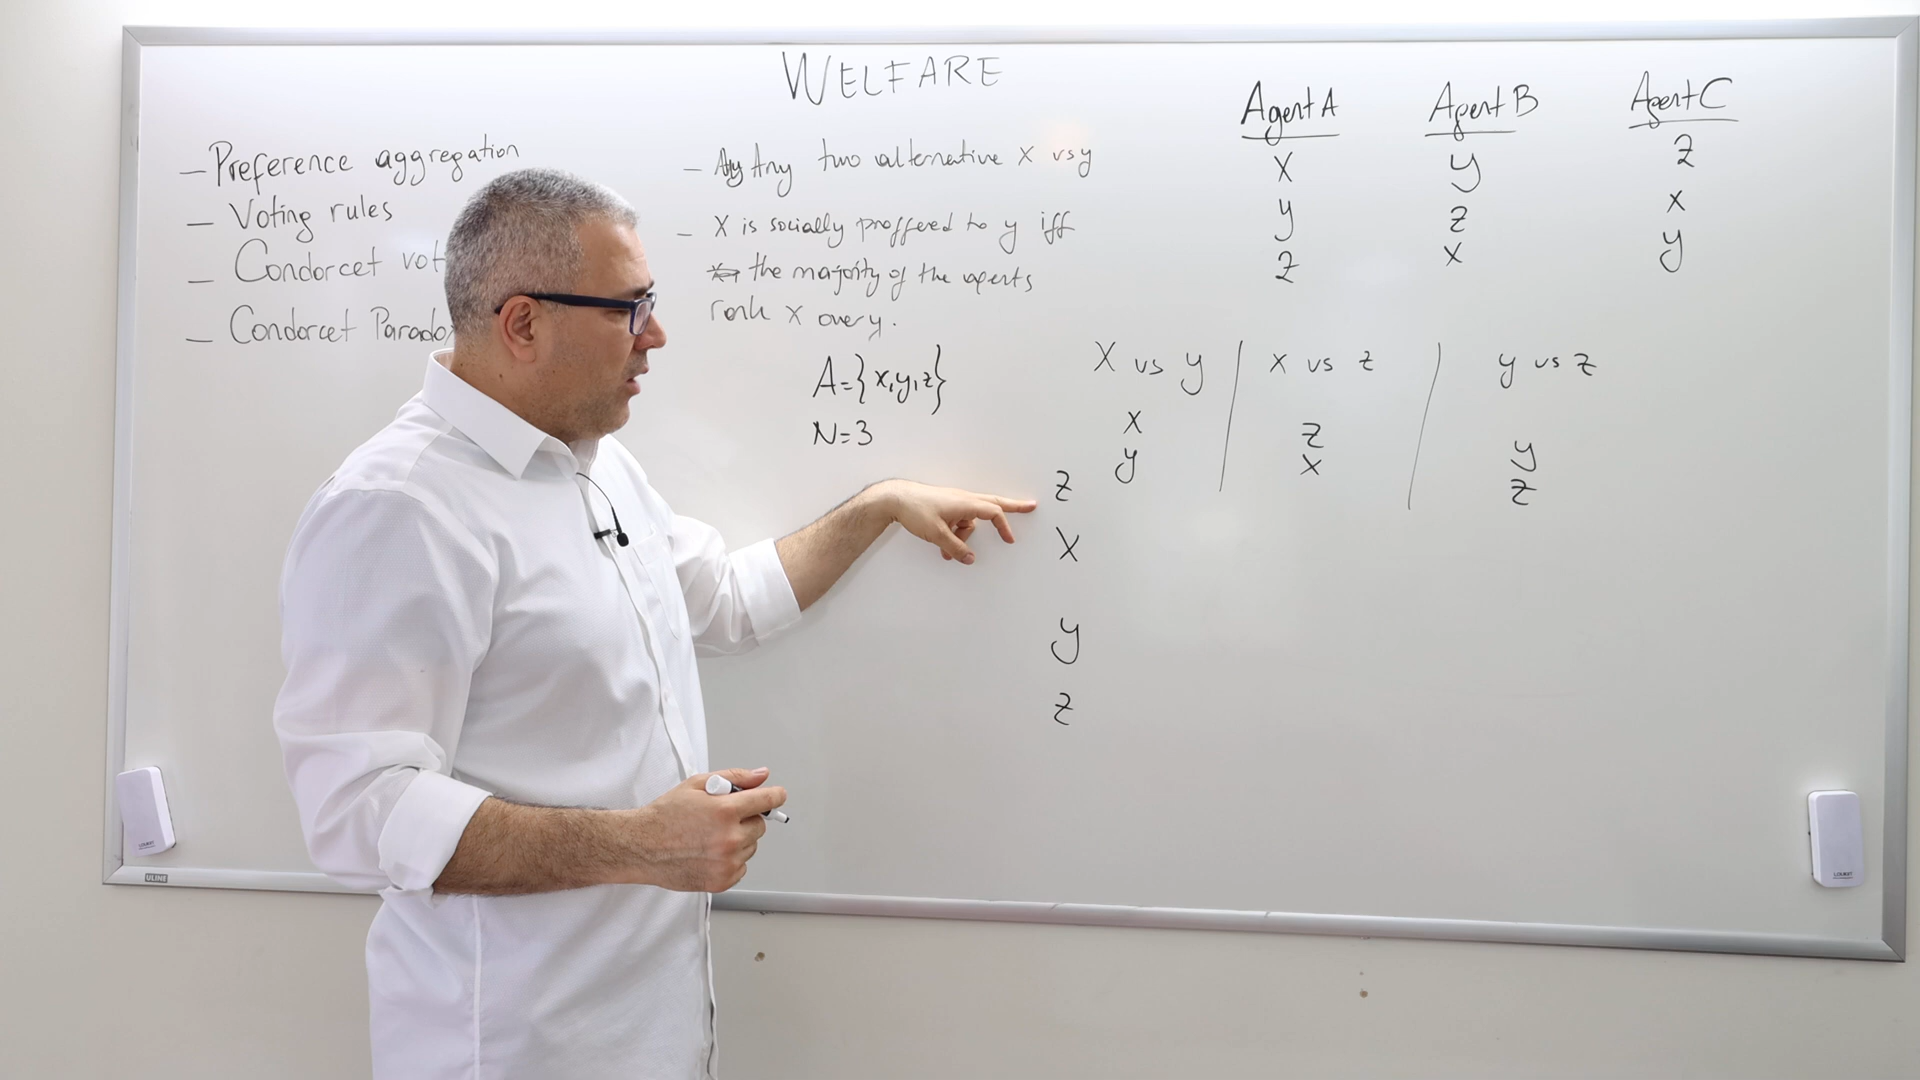 WELFARE
— Preference aggregation
— Voting rules
— Condorcet vot
— Condorcet Parado
— Any two alternative x vs y
— X is socially proffered to y iff
the majority of the agents
rank x over y.
A={x,y,z}
N=3
Agent A
x
y
z
Agent B
y
z
x
Agent C
z
x
y
X vs y
x
y
x vs z
z
x
y vs z
y
z
z
x
y
z
ULINE